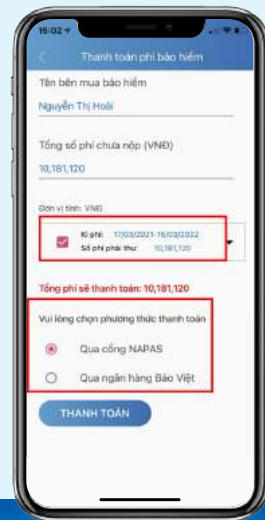 15:02
Thanh toán phí bảo hiểm
Tên bên mua bảo hiểm
Nguyễn Thị Hoài
Tổng số phí chưa nộp (VNĐ)
10,181,120
Đơn vị tính: VNĐ
Kì phí: 17/03/2021-16/03/2022
Số phí phải thu: 10,181,120
Tổng phí sẽ thanh toán: 10,181,120
Vui lòng chọn phương thức thanh toán
Qua cổng NAPAS
Qua ngân hàng Bảo Việt
THANH TOÁN